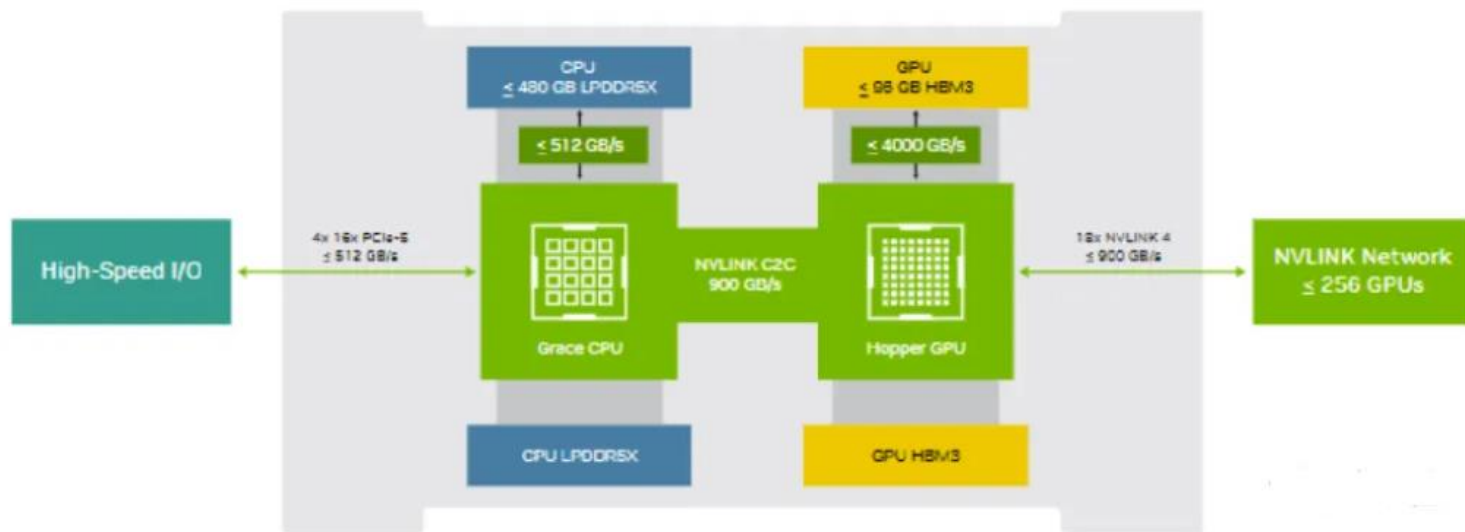 CPU
≤ 480 GB LPDDR5X
GPU
≤ 96 GB HBM3
≤ 512 GB/s
≤ 4000 GB/s
High-Speed I/O
4x 16x PCIe-5
≤ 512 GB/s
Grace CPU
NVLINK C2C
900 GB/s
Hopper GPU
18x NVLINK 4
≤ 900 GB/s
NVLINK Network
≤ 256 GPUs
CPU LPDDR5X
GPU HBM3